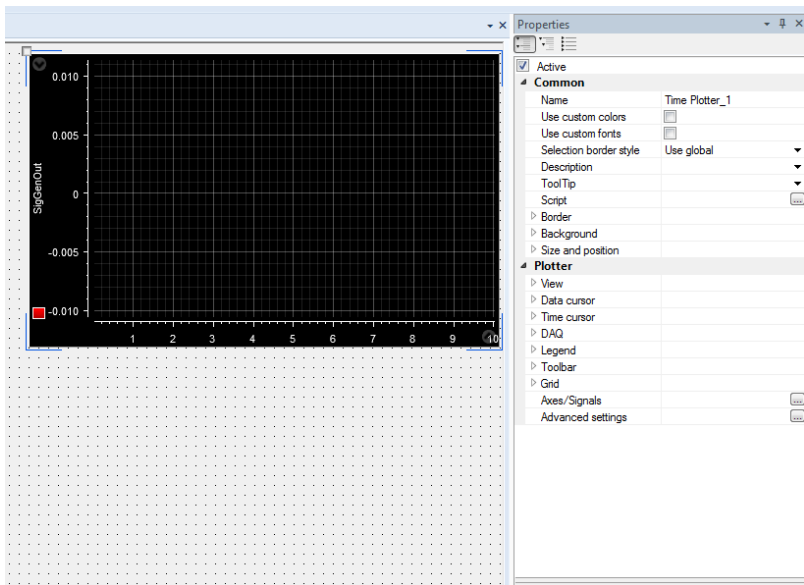 Properties
Active
Common
Name Time Plotter_1
Use custom colors
Use custom fonts
Selection border style Use global
Description
ToolTip
Script ...
Border
Background
Size and position
Plotter
View
Data cursor
Time cursor
DAQ
Legend
Toolbar
Grid
Axes/Signals ...
Advanced settings ...
SigGenOut
0.010
0.005
0
-0.005
-0.010
1 2 3 4 5 6 7 8 9 10